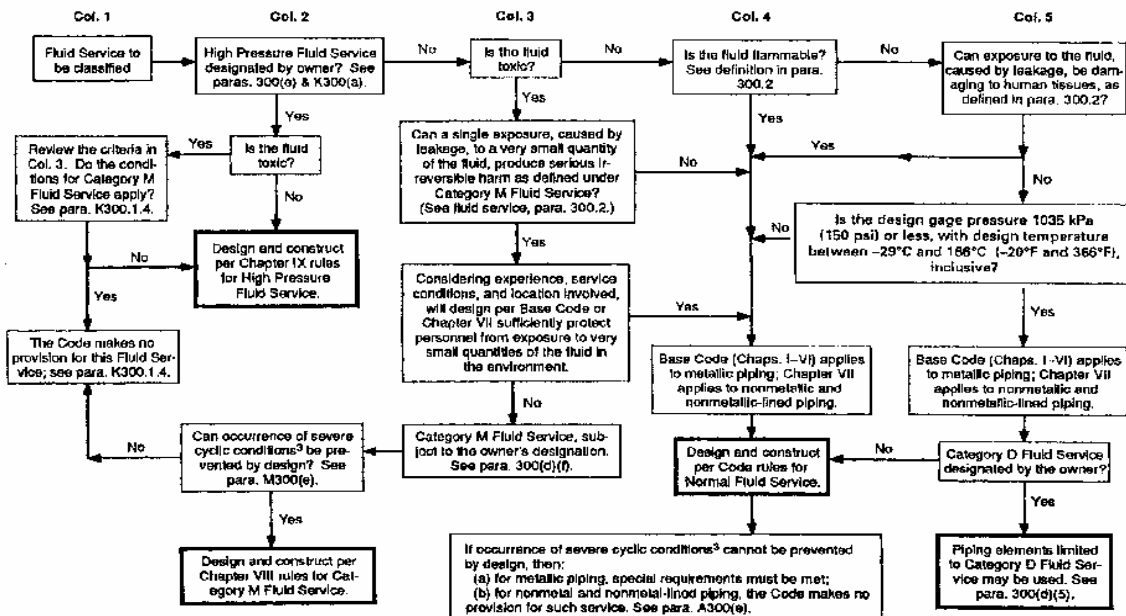 Col. 1
Col. 2
Col. 3
Col. 4
Col. 5
Fluid Service to
be classified
High Pressure Fluid Service
designated by owner? See
paras. 300(e) & K300(a).
No
Is the fluid
toxic?
No
Is the fluid flammable?
See definition in para.
300.2
No
Can exposure to the fluid,
caused by leakage, be dam-
aging to human tissues, as
defined in para. 300.2?
Yes
Yes
Yes
Review the criteria in
Col. 3. Do the condi-
tions for Category M
Fluid Service apply?
See para. K300.1.4.
Yes
Is the fluid
toxic?
Can a single exposure, caused by
leakage, to a very small quantity
of the fluid, produce serious ir-
reversible harm as defined under
Category M Fluid Service?
(See fluid service, para. 300.2.)
No
Yes
No
No
Is the design gage pressure 1035 kPa
(150 psi) or less, with design temperature
between –29°C and 186°C (–20°F and 366°F),
inclusive?
No
No
Design and construct
per Chapter IX rules
for High Pressure
Fluid Service.
Yes
Yes
Considering experience, service
conditions, and location involved,
will design per Base Code or
Chapter VII sufficiently protect
personnel from exposure to very
small quantities of the fluid in
the environment.
Yes
Yes
The Code makes no
provision for this Fluid Ser-
vice; see para. K300.1.4.
Base Code (Chaps. I–VI) applies
to metallic piping; Chapter VII
applies to nonmetallic and
nonmetallic-lined piping.
Base Code (Chaps. I–VI) applies
to metallic piping; Chapter VII
applies to nonmetallic and
nonmetallic-lined piping.
No
No
Can occurrence of severe
cyclic conditions³ be pre-
vented by design? See
para. M300(e).
Category M Fluid Service, sub-
ject to the owner's designation.
See para. 300(d)(f).
Design and construct
per Code rules for
Normal Fluid Service.
No
Category D Fluid Service
designated by the owner?
Yes
Yes
Design and construct per
Chapter VIII rules for Cat-
egory M Fluid Service.
If occurrence of severe cyclic conditions³ cannot be prevented
by design, then:
(a) for metallic piping, special requirements must be met;
(b) for nonmetal and nonmetal-lined piping, the Code makes no
provision for such service. See para. A300(e).
Piping elements limited
to Category D Fluid Ser-
vice may be used. See
para. 300(d)(5).